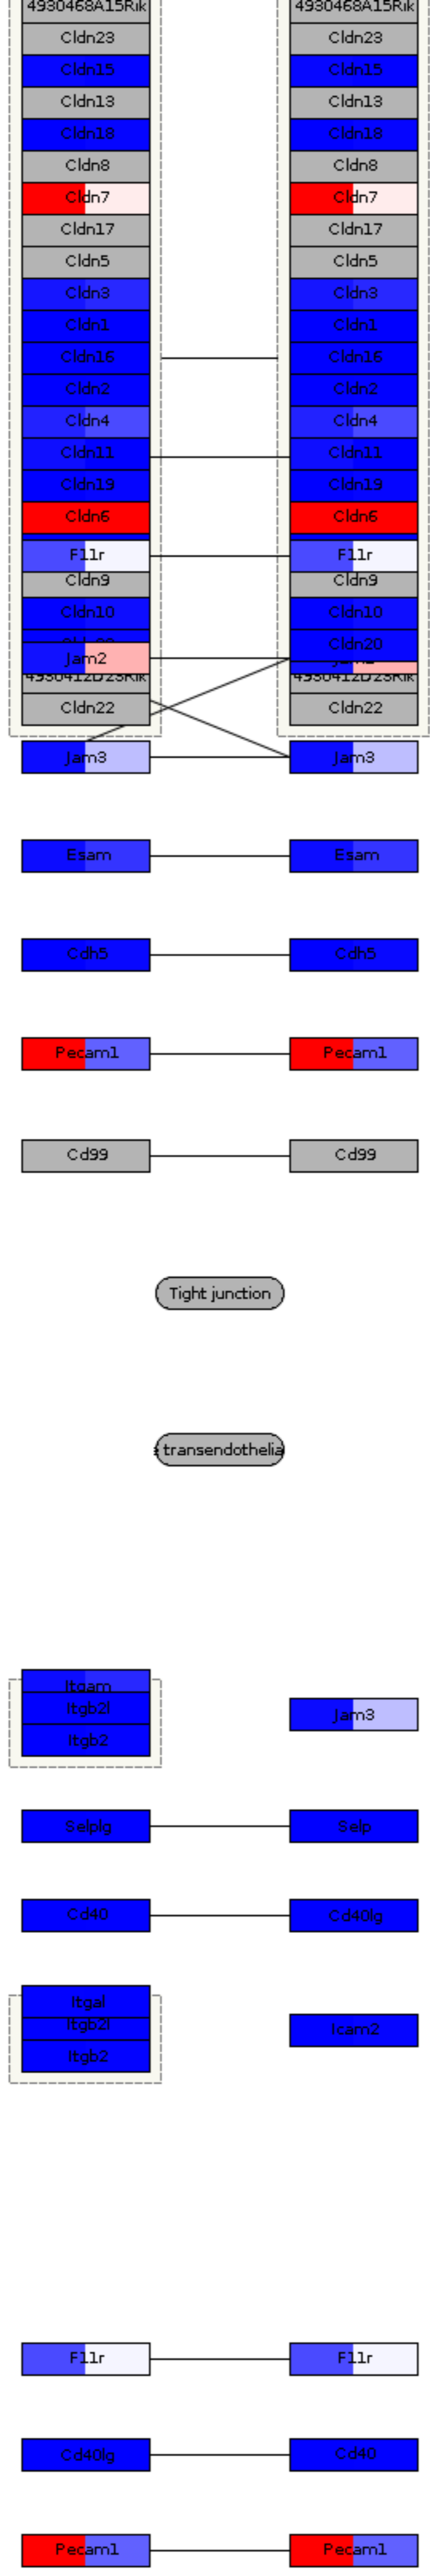 4930468A15Rik 4930468A15Rik
Cldn23 Cldn23
Cldn15 Cldn15
Cldn13 Cldn13
Cldn18 Cldn18
Cldn8 Cldn8
Cldn7 Cldn7
Cldn17 Cldn17
Cldn5 Cldn5
Cldn3 Cldn3
Cldn1 Cldn1
Cldn16 Cldn16
Cldn2 Cldn2
Cldn4 Cldn4
Cldn11 Cldn11
Cldn19 Cldn19
Cldn6 Cldn6
F11r F11r
Cldn9 Cldn9
Cldn10 Cldn10
Cldn20
Jam2
4930412D23Rik 4930412D23Rik
Cldn22 Cldn22
Jam3 Jam3
Esam Esam
Cdh5 Cdh5
Pecam1 Pecam1
Cd99 Cd99
Tight junction
transendothelia
Itgam
Itgb2l Jam3
Itgb2
Selplg Selp
Cd40 Cd40lg
Itgal
Itgb2l Icam2
Itgb2
F11r F11r
Cd40lg Cd40
Pecam1 Pecam1